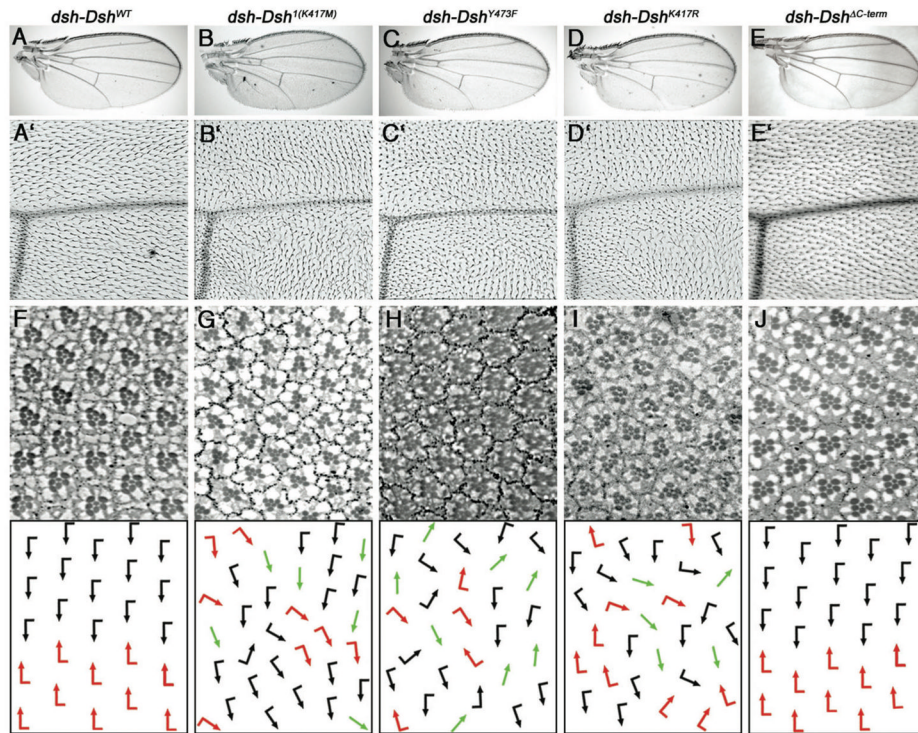 dsh-Dsh^WT dsh-Dsh^1(K417M) dsh-Dsh^Y473F dsh-Dsh^K417R dsh-Dsh^ΔC-term
A B C D E
A' B' C' D' E'
F G H I J